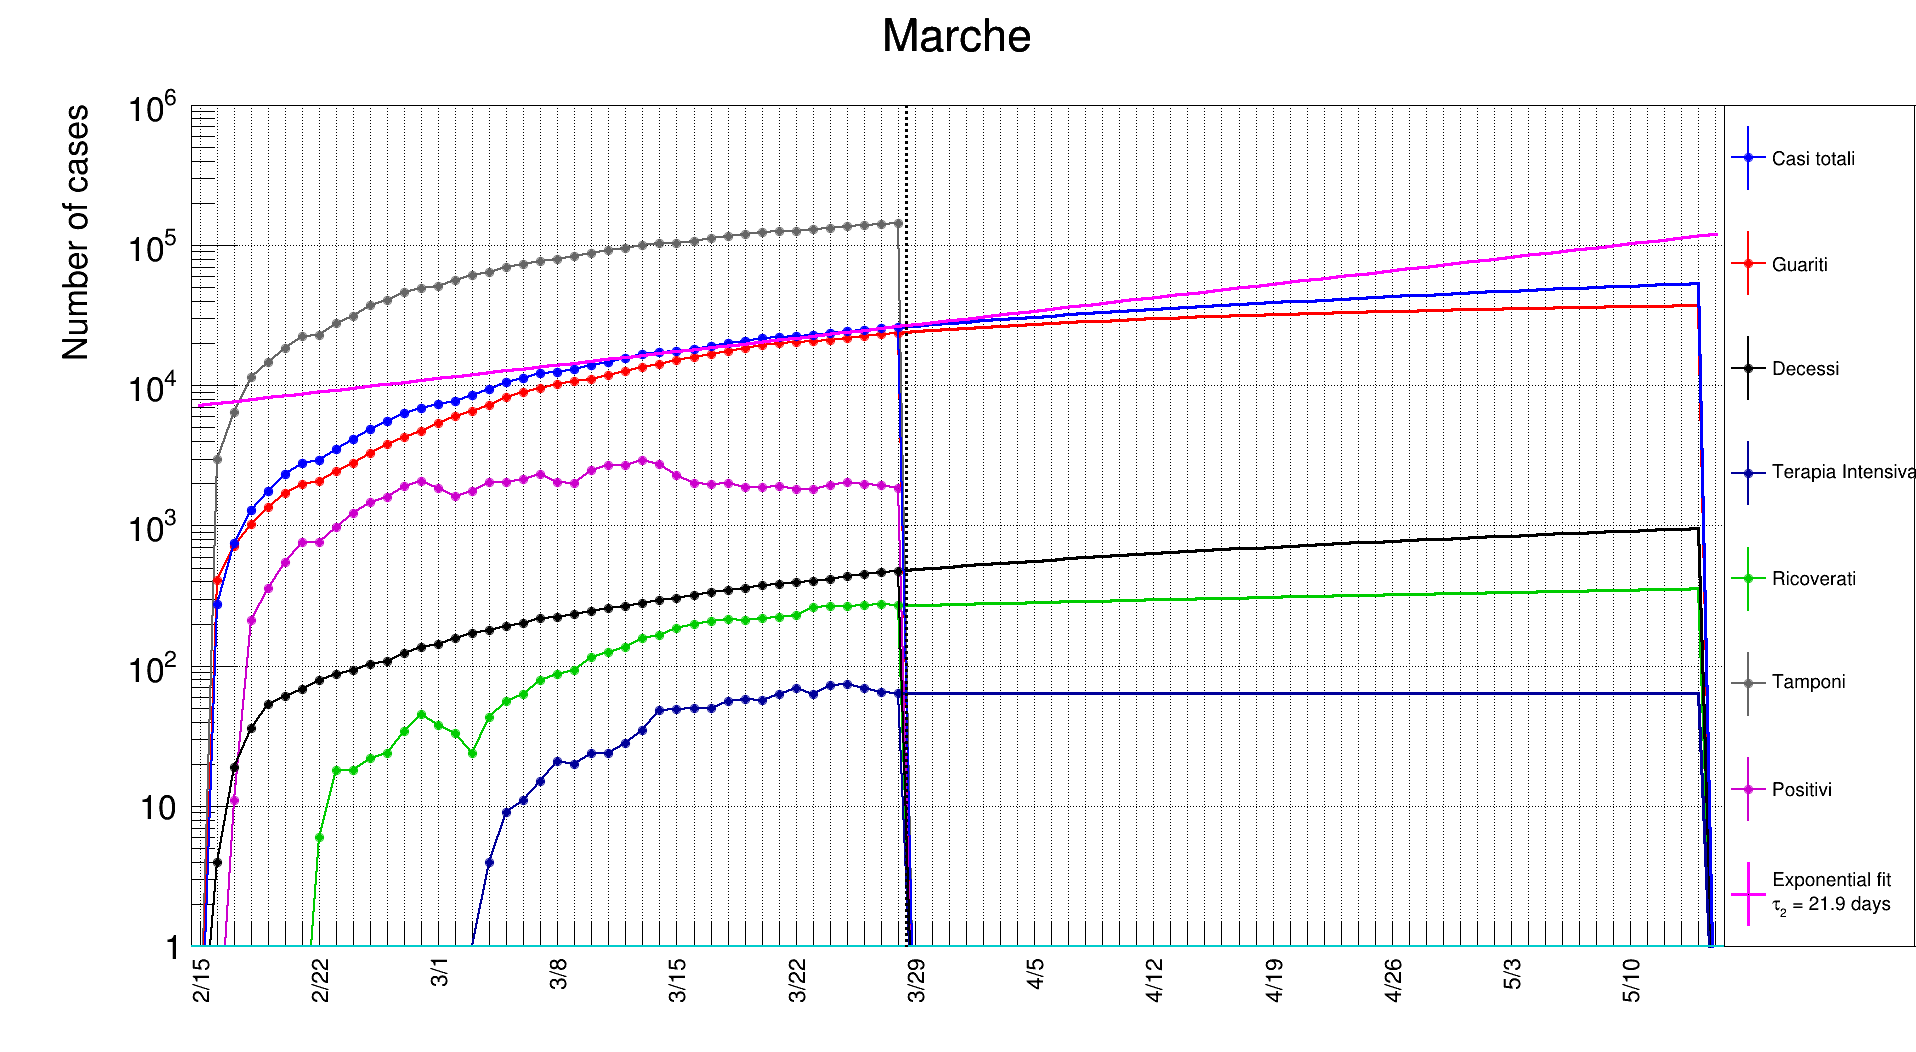 Marche
Number of cases
10^6
10^5
10^4
10^3
10^2
10
1
2/15
2/22
3/1
3/8
3/15
3/22
3/29
4/5
4/12
4/19
4/26
5/3
5/10
Casi totali
Guariti
Decessi
Terapia Intensiva
Ricoverati
Tamponi
Positivi
Exponential fit
τ₂ = 21.9 days